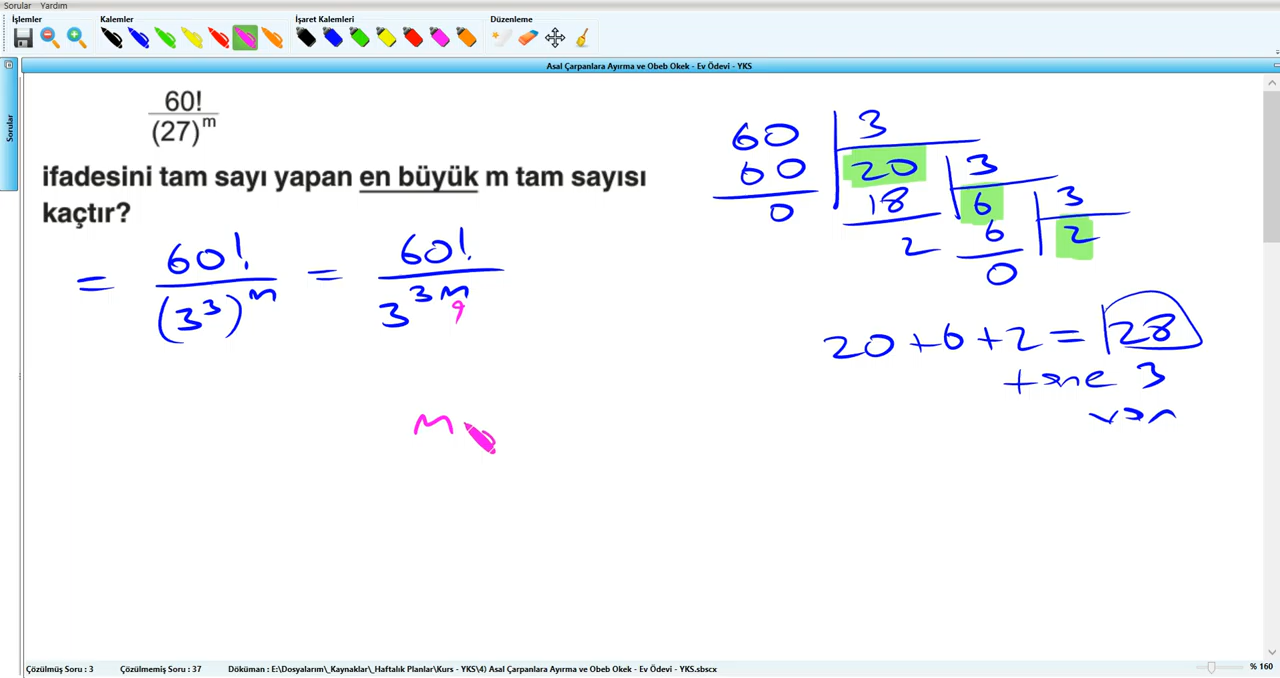 Sorular Yardım
İşlemler Kalemler İşaret Kalemleri Düzenleme
Asal Çarpanlara Ayırma ve Obeb Okek - Ev Ödevi - YKS
Sorular
60!
(27)^m
ifadesini tam sayı yapan en büyük m tam sayısı
kaçtır?
= 60! / (3^3)^m = 60! / 3^3m
9
m
60 3
60 20 3
0 18 6 3
2 6 2
0
20+6+2=28
tane 3
var
Çözülmüş Soru : 3 Çözülmemiş Soru : 37 Döküman : E:\Dosyalarım\_Kaynaklar\_Haftalık Planlar\Kurs - YKS\4) Asal Çarpanlara Ayırma ve Obeb Okek - Ev Ödevi - YKS.sbscx % 160